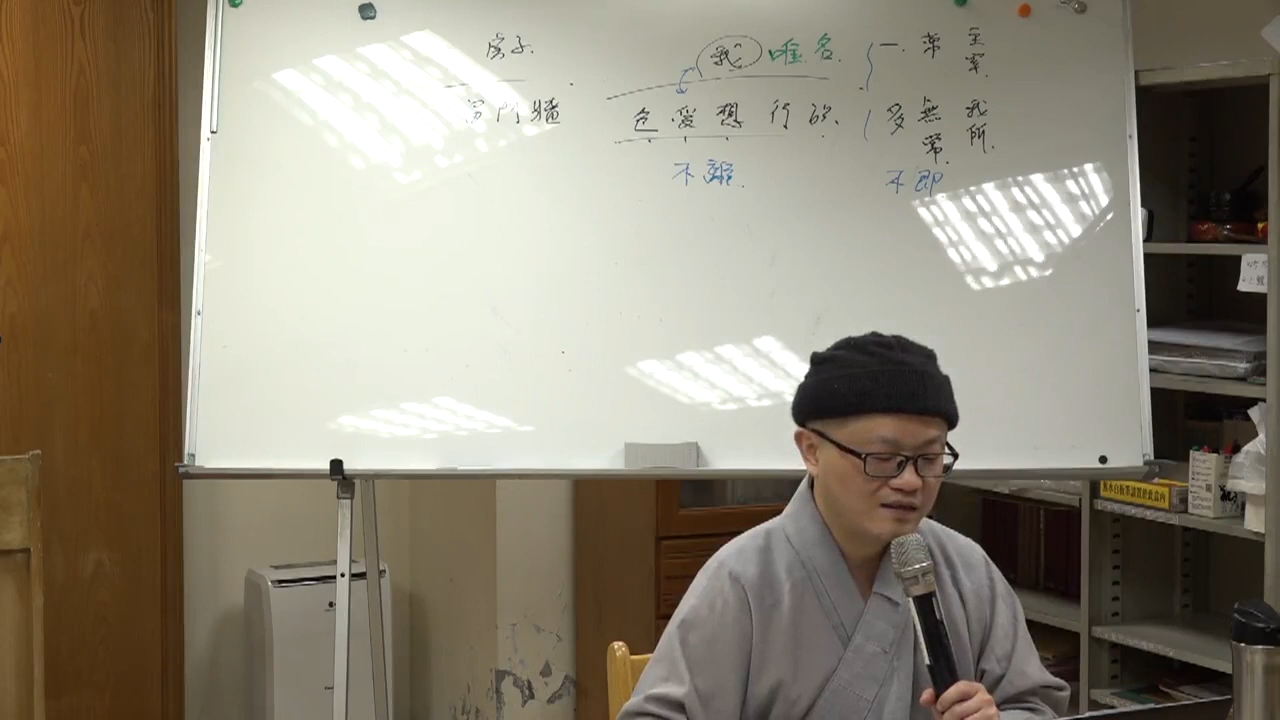 房子. 我 唯名. 一. 常 主宰.
窗門牆 色受想行識. 多 無常. 我所.
不離. 不即